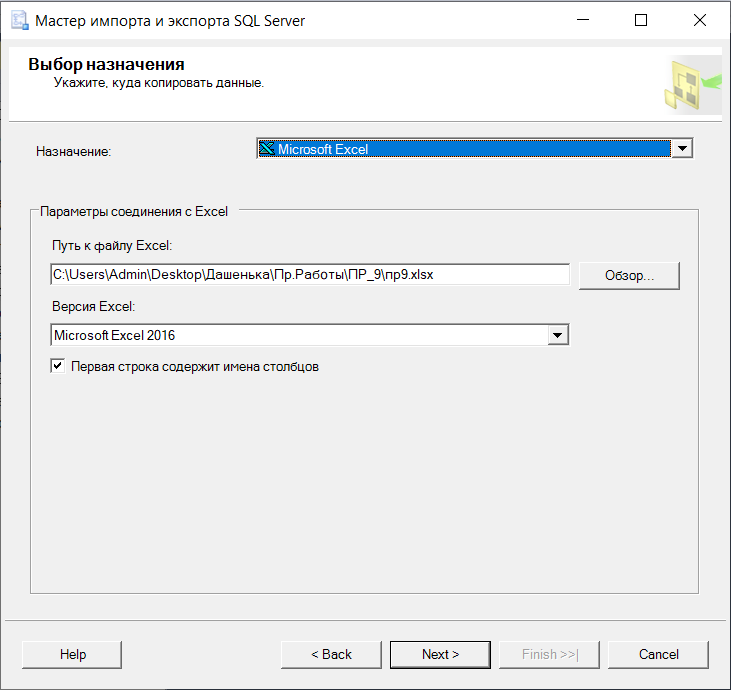 Мастер импорта и экспорта SQL Server
Выбор назначения
Укажите, куда копировать данные.
Назначение:
Microsoft Excel
Параметры соединения с Excel
Путь к файлу Excel:
C:\Users\Admin\Desktop\Дашенька\Пр.Работы\ПР_9\пр9.xlsx
Обзор...
Версия Excel:
Microsoft Excel 2016
Первая строка содержит имена столбцов
Help
< Back
Next >
Finish >>|
Cancel